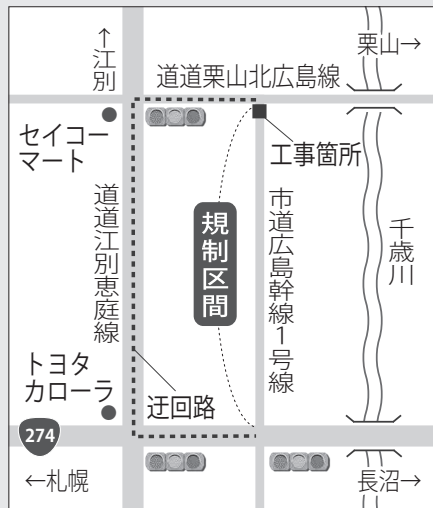 ↑江別
栗山→
道道栗山北広島線
セイコー
マート
工事箇所
道道江別恵庭線
規制区間
市道広島幹線1号線
千歳川
トヨタ
カローラ
迂回路
274
←札幌
長沼→